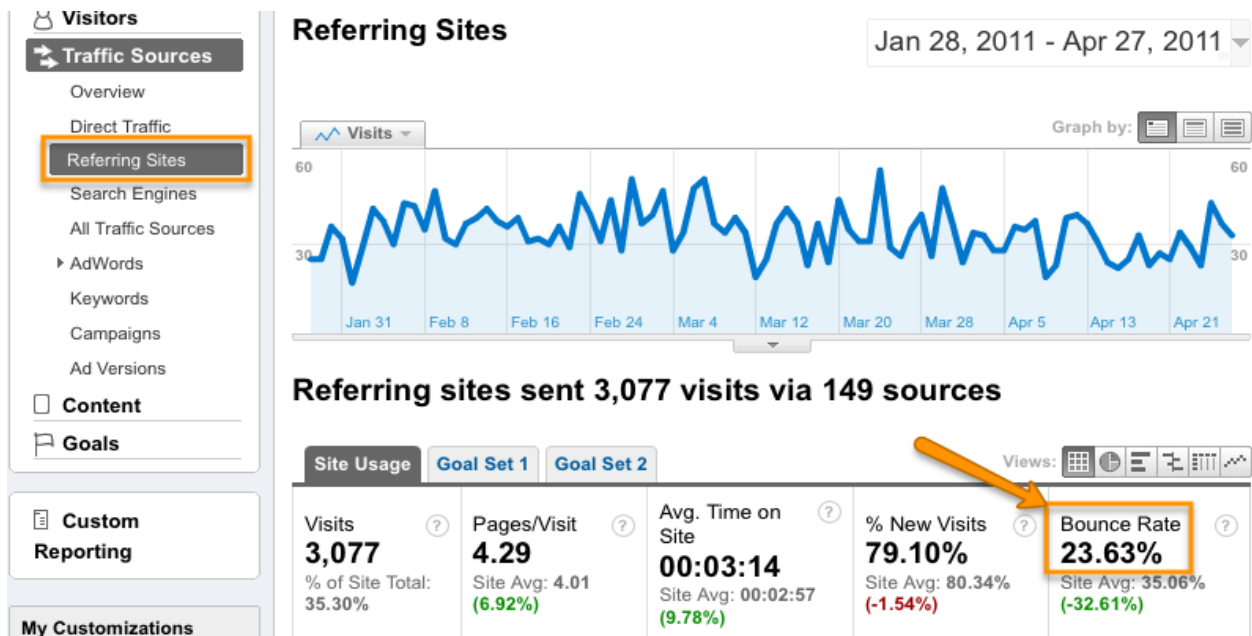 Visitors
Traffic Sources
Overview
Direct Traffic
Referring Sites
Search Engines
All Traffic Sources
AdWords
Keywords
Campaigns
Ad Versions
Content
Goals
Custom
Reporting
My Customizations
Referring Sites
Jan 28, 2011 - Apr 27, 2011
Visits
Graph by:
60 60
30 30
Jan 31 Feb 8 Feb 16 Feb 24 Mar 4 Mar 12 Mar 20 Mar 28 Apr 5 Apr 13 Apr 21
Referring sites sent 3,077 visits via 149 sources
Site Usage Goal Set 1 Goal Set 2 Views:
Visits ?
3,077
% of Site Total:
35.30%
Pages/Visit ?
4.29
Site Avg: 4.01
(6.92%)
Avg. Time on ?
Site
00:03:14
Site Avg: 00:02:57
(9.78%)
% New Visits ?
79.10%
Site Avg: 80.34%
(-1.54%)
Bounce Rate ?
23.63%
Site Avg: 35.06%
(-32.61%)